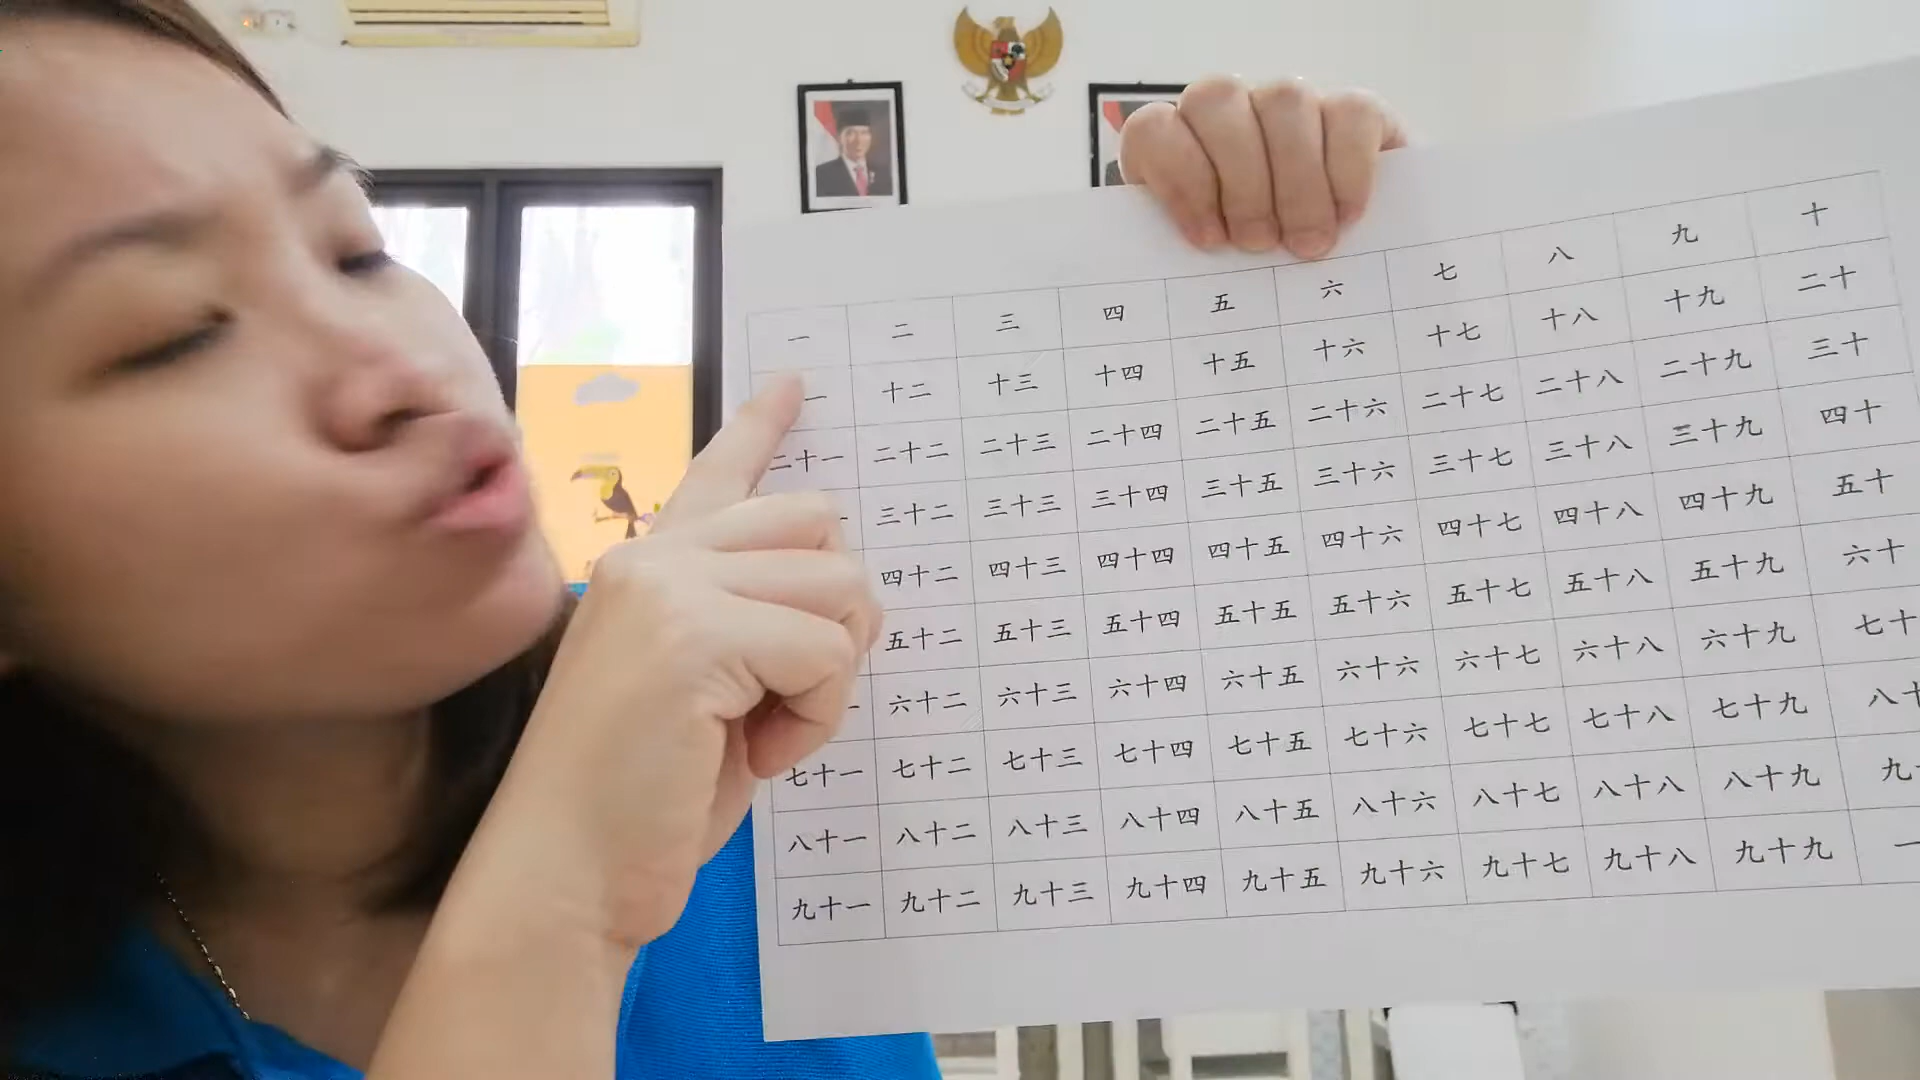 一 二 三 四 五 六 七 八 九 十
一 十二 十三 十四 十五 十六 十七 十八 十九 二十
二十一 二十二 二十三 二十四 二十五 二十六 二十七 二十八 二十九 三十
三十二 三十三 三十四 三十五 三十六 三十七 三十八 三十九 四十
四十二 四十三 四十四 四十五 四十六 四十七 四十八 四十九 五十
五十二 五十三 五十四 五十五 五十六 五十七 五十八 五十九 六十
六十二 六十三 六十四 六十五 六十六 六十七 六十八 六十九 七十
七十一 七十二 七十三 七十四 七十五 七十六 七十七 七十八 七十九 八十
八十一 八十二 八十三 八十四 八十五 八十六 八十七 八十八 八十九 九
九十一 九十二 九十三 九十四 九十五 九十六 九十七 九十八 九十九 一